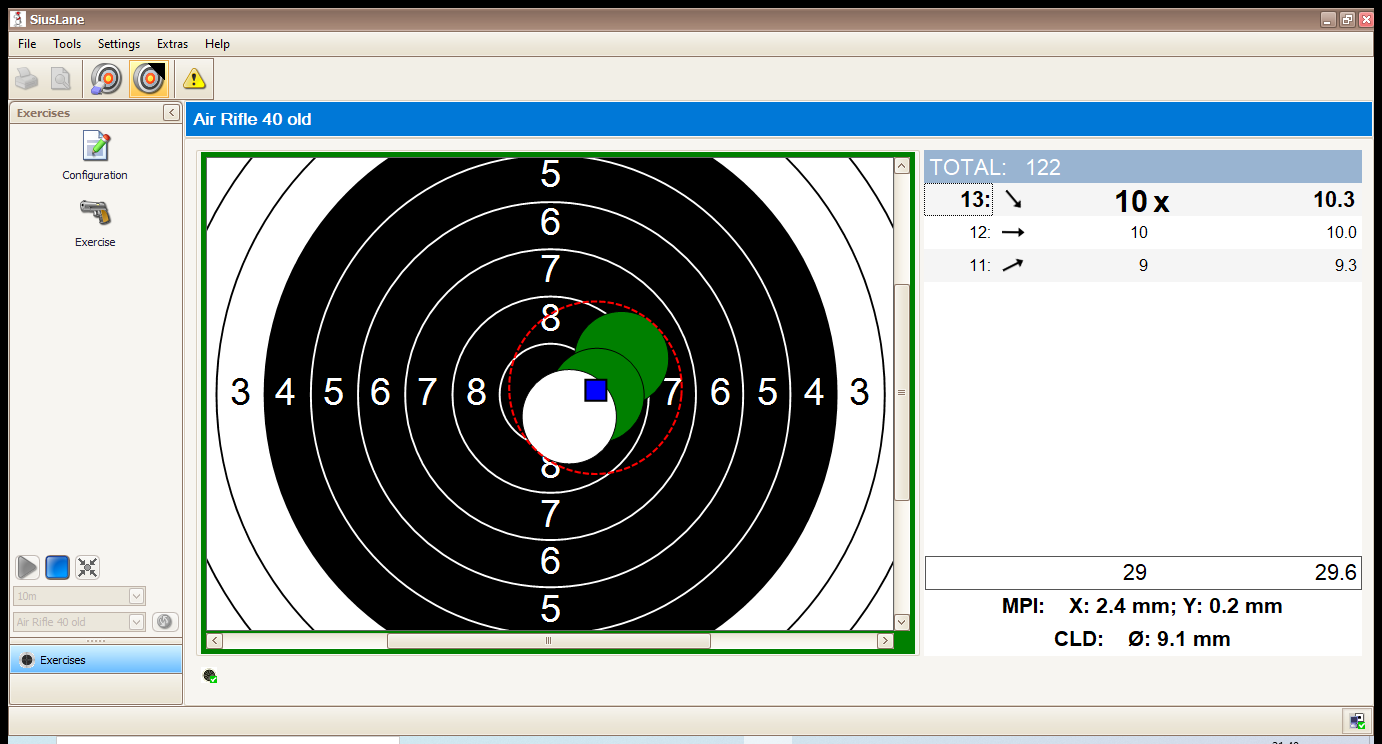 SiusLane
File Tools Settings Extras Help
Exercises
Configuration
Exercise
10m
Air Rifle 40 old
Exercises
Air Rifle 40 old
5
6
7
8
3 4 5 6 7 8 7 6 5 4 3
8
7
6
5
TOTAL: 122
13: 10 x 10.3
12: 10 10.0
11: 9 9.3
29 29.6
MPI: X: 2.4 mm; Y: 0.2 mm
CLD: Ø: 9.1 mm